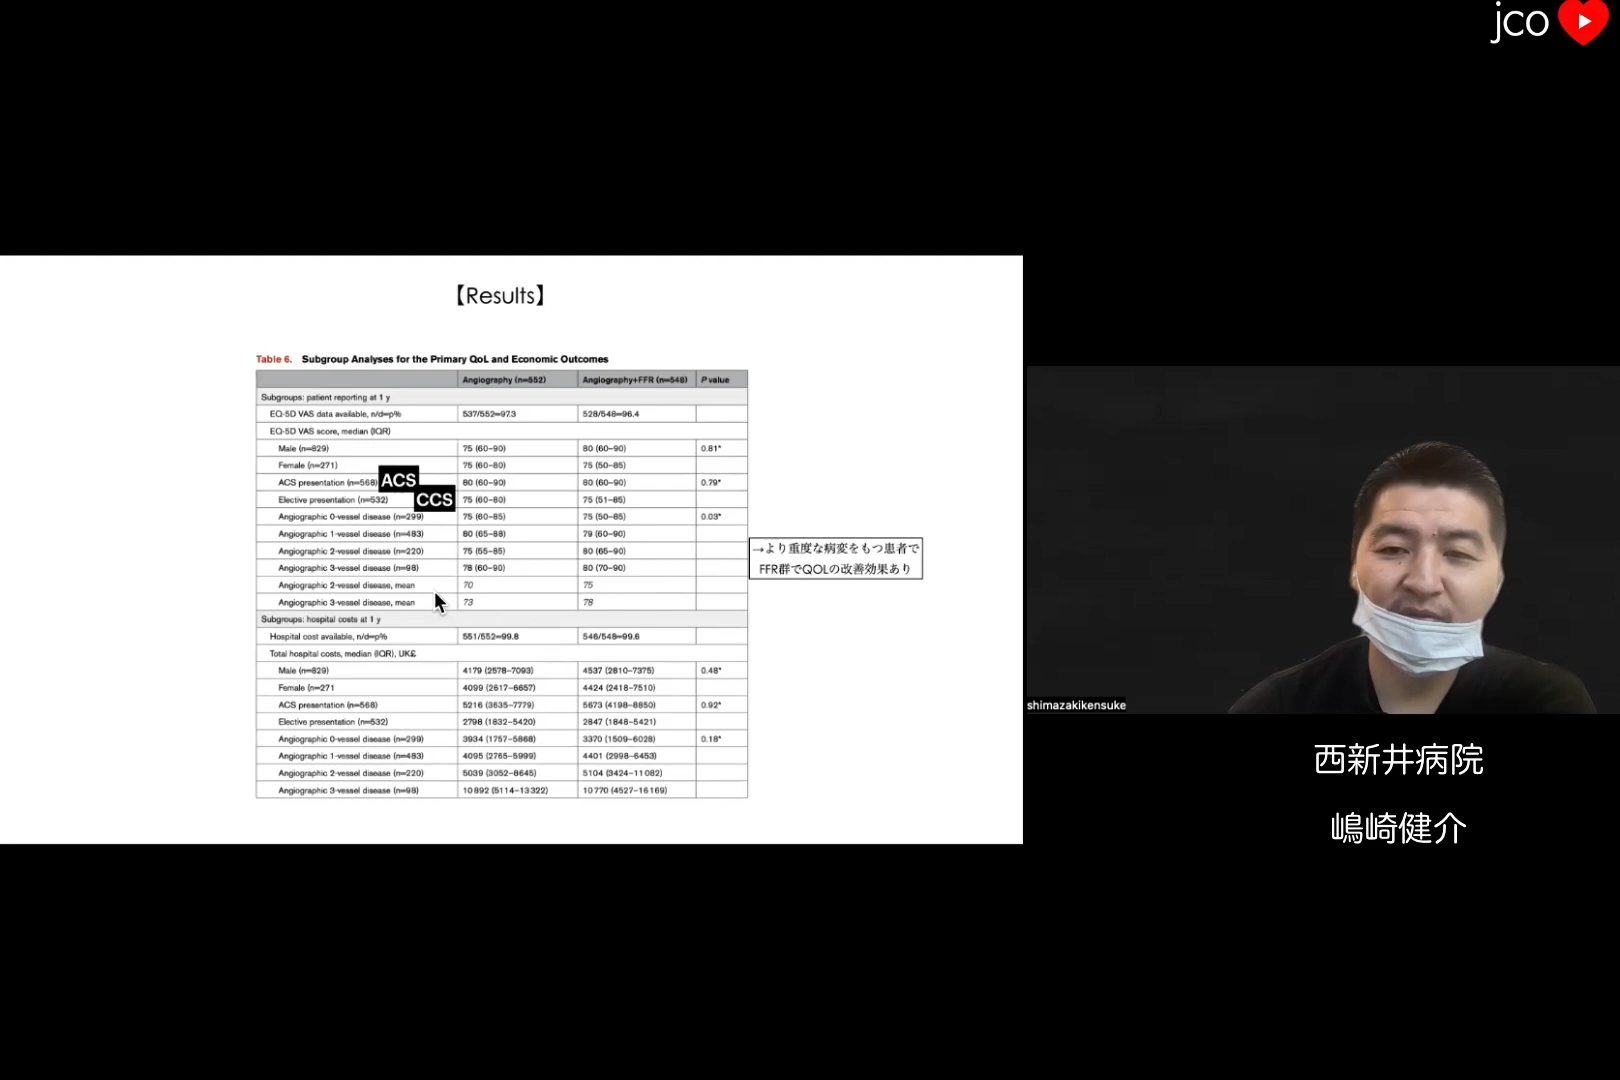 jco
【Results】
Table 6. Subgroup Analyses for the Primary QoL and Economic Outcomes
Angiography (n=552) Angiography+FFR (n=548) P value
Subgroups: patient reporting at 1 y
EQ-5D VAS data available, n/d=p% 537/552=97.3 528/548=96.4
EQ-5D VAS score, median (IQR)
Male (n=829) 75 (60–90) 80 (60–90) 0.81*
Female (n=271) 75 (60–80) 75 (50–85)
ACS presentation (n=568) ACS 80 (60–90) 80 (60–90) 0.79*
Elective presentation (n=532) CCS 75 (60–80) 75 (51–85)
Angiographic 0-vessel disease (n=299) 75 (60–85) 75 (50–85) 0.03*
Angiographic 1-vessel disease (n=483) 80 (65–88) 79 (60–90)
Angiographic 2-vessel disease (n=220) 75 (55–85) 80 (65–90)
Angiographic 3-vessel disease (n=98) 78 (60–90) 80 (70–90)
Angiographic 2-vessel disease, mean 70 75
Angiographic 3-vessel disease, mean 73 78
Subgroups: hospital costs at 1 y
Hospital cost available, n/d=p% 551/552=99.8 546/548=99.6
Total hospital costs, median (IQR), UK£
Male (n=829) 4179 (2578–7093) 4537 (2810–7375) 0.48*
Female (n=271 4099 (2617–6657) 4424 (2418–7510)
ACS presentation (n=568) 5216 (3635–7779) 5673 (4198–8850) 0.92*
Elective presentation (n=532) 2798 (1832–5420) 2847 (1848–5421)
Angiographic 0-vessel disease (n=299) 3934 (1757–5868) 3370 (1509–6028) 0.18*
Angiographic 1-vessel disease (n=483) 4095 (2765–5999) 4401 (2998–6453)
Angiographic 2-vessel disease (n=220) 5039 (3052–8645) 5104 (3424–11 082)
Angiographic 3-vessel disease (n=98) 10 892 (5114–13 322) 10 770 (4527–16 169)
→より重度な病変をもつ患者で
FFR群でQOLの改善効果あり
shimazakikensuke
西新井病院
嶋崎健介